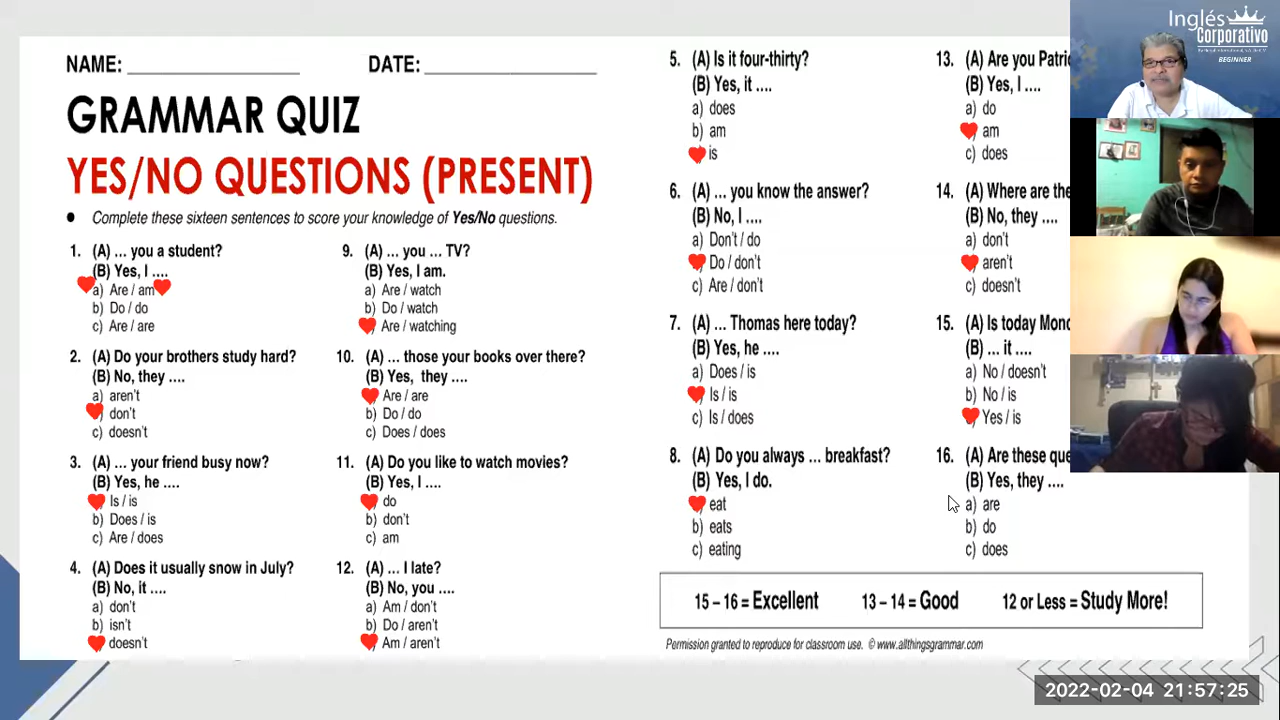 NAME: ________________ DATE: ________________
GRAMMAR QUIZ
YES/NO QUESTIONS (PRESENT)
● Complete these sixteen sentences to score your knowledge of Yes/No questions.
1. (A) … you a student?
(B) Yes, I ….
a) Are / am
b) Do / do
c) Are / are
2. (A) Do your brothers study hard?
(B) No, they ….
a) aren't
don't
c) doesn't
3. (A) … your friend busy now?
(B) Yes, he ….
Is / is
b) Does / is
c) Are / does
4. (A) Does it usually snow in July?
(B) No, it ….
a) don't
b) isn't
doesn't
9. (A) … you … TV?
(B) Yes, I am.
a) Are / watch
b) Do / watch
Are / watching
10. (A) … those your books over there?
(B) Yes, they ….
Are / are
b) Do / do
c) Does / does
11. (A) Do you like to watch movies?
(B) Yes, I ….
do
b) don't
c) am
12. (A) … I late?
(B) No, you ….
a) Am / don't
b) Do / aren't
Am / aren't
5. (A) Is it four-thirty?
(B) Yes, it ….
a) does
b) am
is
6. (A) … you know the answer?
(B) No, I ….
a) Don't / do
Do / don't
c) Are / don't
7. (A) … Thomas here today?
(B) Yes, he ….
a) Does / is
Is / is
c) Is / does
8. (A) Do you always … breakfast?
(B) Yes, I do.
eat
b) eats
c) eating
13. (A) Are you
(B) Yes, I ….
a) do
am
c) does
14. (A) Where are
(B) No, they ….
a) don't
aren't
c) doesn't
15. (A) Is today
(B) … it ….
a) No / doesn't
b) No / is
Yes / is
16. (A) Are these
(B) Yes, they ….
a) are
b) do
c) does
15 – 16 = Excellent 13 – 14 = Good 12 or Less = Study More!
Permission granted to reproduce for classroom use. © www.allthingsgrammar.com
Inglés
Corporativo
BEGINNER
2022-02-04 21:57:25